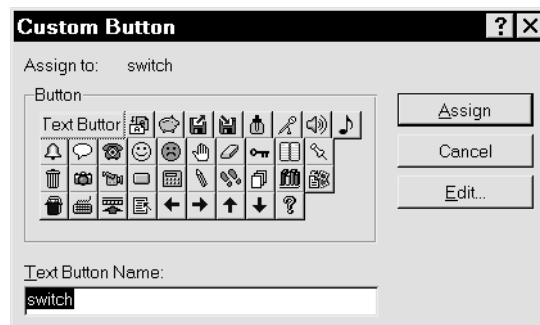 Custom Button
Assign to: switch
Button
Text Button
Assign
Cancel
Edit...
Text Button Name:
switch